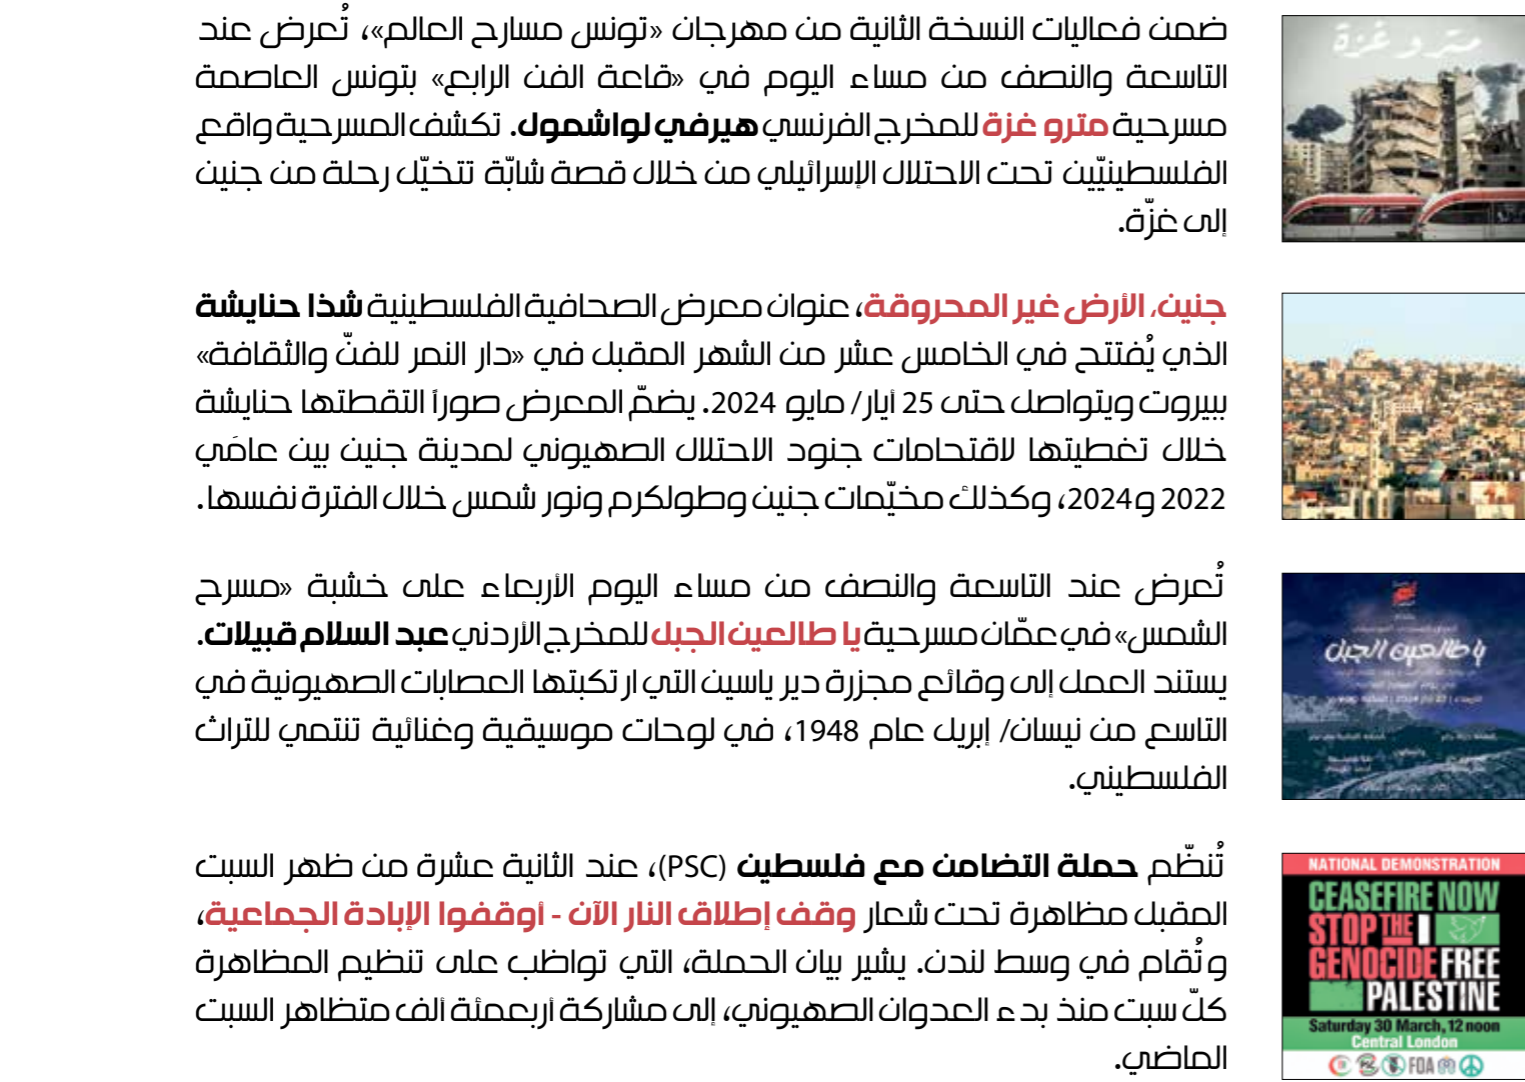 مترو غزة
ضمن فعاليات النسخة الثانية من مهرجان «تونس مسارح العالم»، تُعرض عند
التاسعة والنصف من مساء اليوم في «قاعة الفن الرابع» بتونس العاصمة
مسرحية مترو غزة للمخرج الفرنسي هيرفي لواشمول. تكشف المسرحية واقع
الفلسطينيّين تحت الاحتلال الإسرائيلي من خلال قصة شابّة تتخيّل رحلة من جنين
إلى غزّة.
جنين، الأرض غير المحروقة، عنوان معرض الصحافية الفلسطينية شذا حنايشة
الذي يُفتتح في الخامس عشر من الشهر المقبل في «دار النمر للفنّ والثقافة»
ببيروت ويتواصل حتى 25 أيار/ مايو 2024. يضمّ المعرض صوراً التقطتها حنايشة
خلال تغطيتها لاقتحامات جنود الاحتلال الصهيوني لمدينة جنين بين عامَي
2022 و2024، وكذلك مخيّمات جنين وطولكرم ونور شمس خلال الفترة نفسها.
يا طالعين الجبل
تُعرض عند التاسعة والنصف من مساء اليوم الأربعاء على خشبة «مسرح
الشمس» في عمّان مسرحية يا طالعين الجبل للمخرج الأردني عبد السلام قبيلات.
يستند العمل إلى وقائع مجزرة دير ياسين التي ارتكبتها العصابات الصهيونية في
التاسع من نيسان/ إبريل عام 1948، في لوحات موسيقية وغنائية تنتمي للتراث
الفلسطيني.
NATIONAL DEMONSTRATION
CEASEFIRE NOW
STOP THE
GENOCIDE FREE
PALESTINE
Saturday 30 March, 12 noon
Central London
FOA
تُنظّم حملة التضامن مع فلسطين (PSC)، عند الثانية عشرة من ظهر السبت
المقبل مظاهرة تحت شعار وقف إطلاق النار الآن - أوقفوا الإبادة الجماعية،
وتُقام في وسط لندن. يشير بيان الحملة، التي تواظب على تنظيم المظاهرة
كلّ سبت منذ بدء العدوان الصهيوني، إلى مشاركة أربعمئة ألف متظاهر السبت
الماضي.